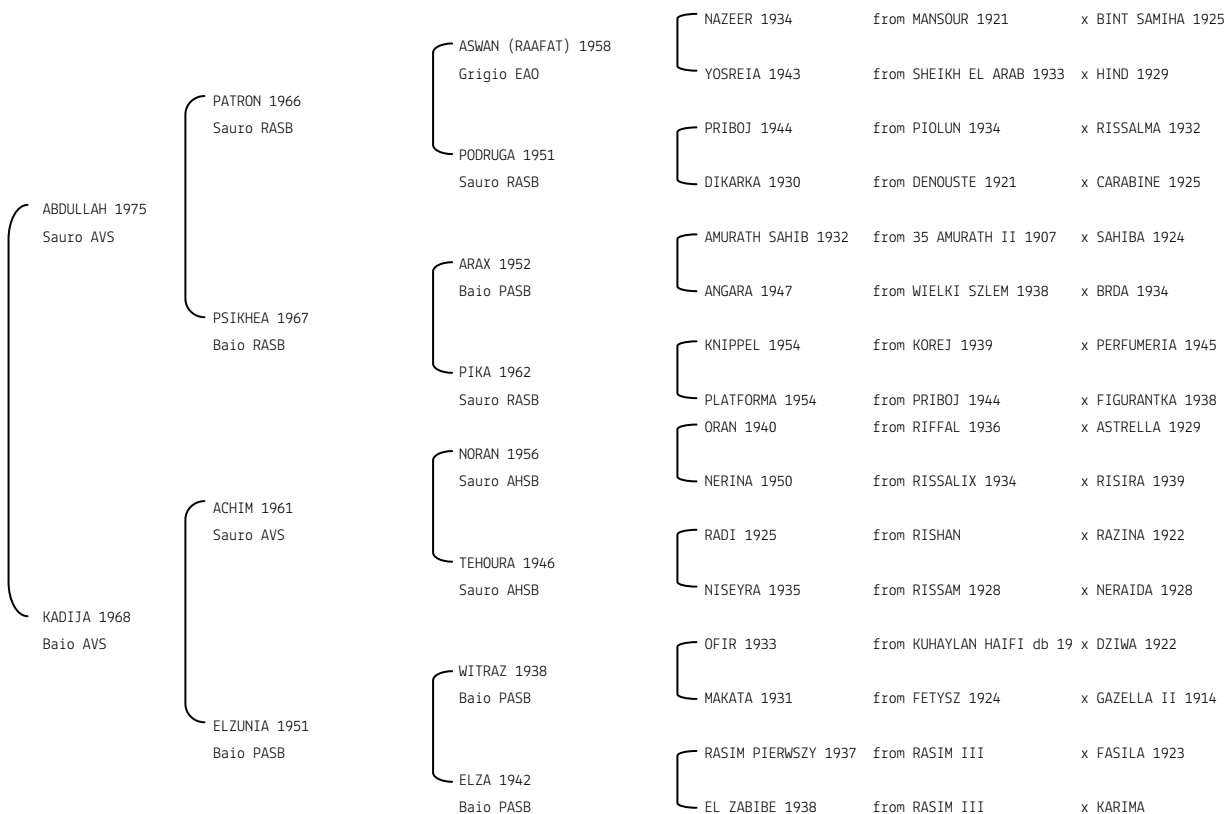 NAZEER 1934 from MANSOUR 1921 x BINT SAMIHA 1925
ASWAN (RAAFAT) 1958
Grigio EAO YOSREIA 1943 from SHEIKH EL ARAB 1933 x HIND 1929
PATRON 1966
Sauro RASB PRIBOJ 1944 from PIOLUN 1934 x RISSALMA 1932
PODRUGA 1951
Sauro RASB DIKARKA 1930 from DENOUSTE 1921 x CARABINE 1925
ABDULLAH 1975
Sauro AVS AMURATH SAHIB 1932 from 35 AMURATH II 1907 x SAHIBA 1924
ARAX 1952
Baio PASB ANGARA 1947 from WIELKI SZLEM 1938 x BRDA 1934
PSIKHEA 1967
Baio RASB KNIPPEL 1954 from KOREJ 1939 x PERFUMERIA 1945
PIKA 1962
Sauro RASB PLATFORMA 1954 from PRIBOJ 1944 x FIGURANTKA 1938
ORAN 1940 from RIFFAL 1936 x ASTRELLA 1929
NORAN 1956
Sauro AHSB NERINA 1950 from RISSALIX 1934 x RISIRA 1939
ACHIM 1961
Sauro AVS RADI 1925 from RISHAN x RAZINA 1922
TEHOURA 1946
Sauro AHSB NISEYRA 1935 from RISSAM 1928 x NERAIDA 1928
KADIJA 1968
Baio AVS OFIR 1933 from KUHAYLAN HAIFI db 19 x DZIWA 1922
WITRAZ 1938
Baio PASB MAKATA 1931 from FETYSZ 1924 x GAZELLA II 1914
ELZUNIA 1951
Baio PASB RASIM PIERWSZY 1937 from RASIM III x FASILA 1923
ELZA 1942
Baio PASB EL ZABIBE 1938 from RASIM III x KARIMA